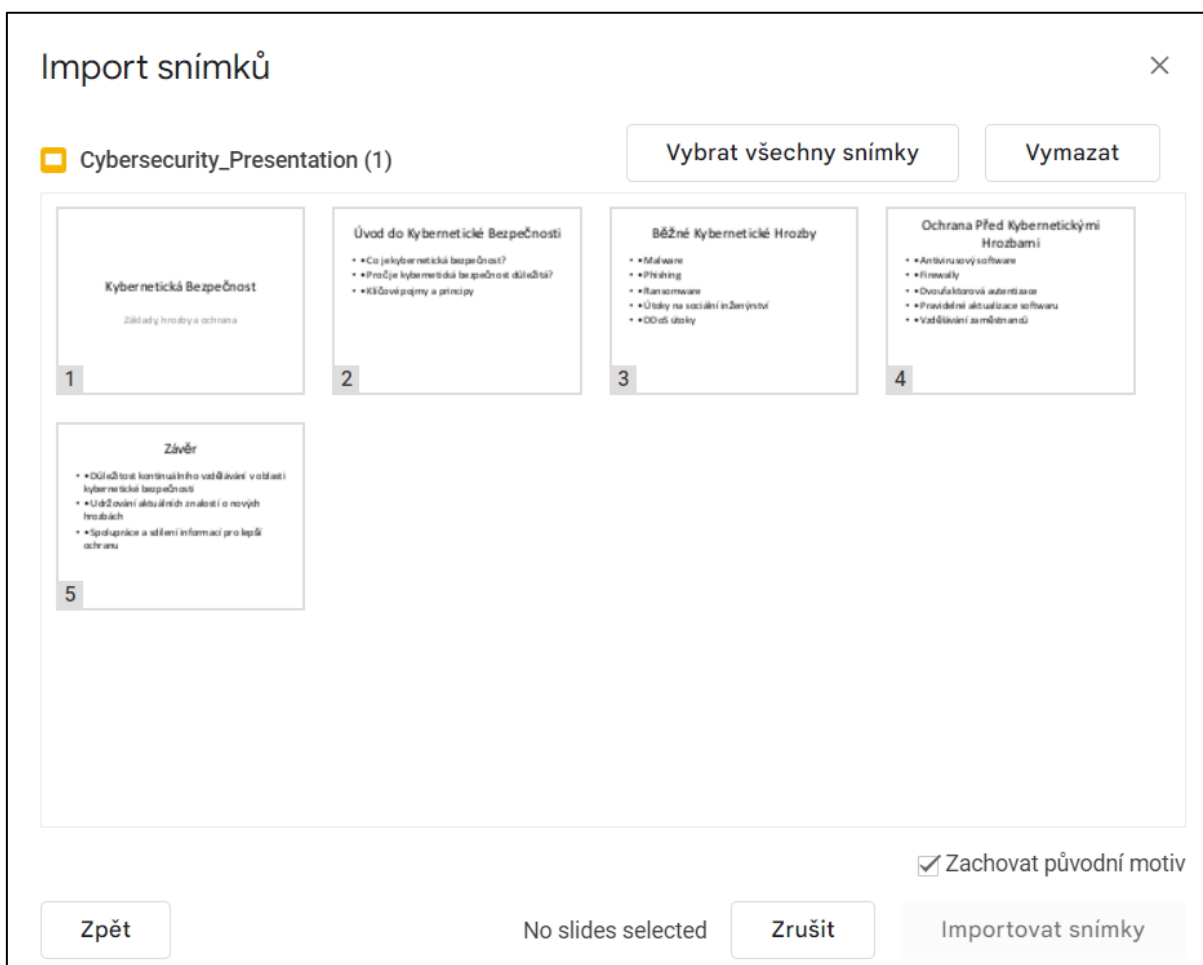 Import snímků
Cybersecurity_Presentation (1)
Vybrat všechny snímky
Vymazat
Kybernetická Bezpečnost
Základy, hrozby a ochrana
1
Úvod do Kybernetické Bezpečnosti
• •Co je kybernetická bezpečnost?
• •Proč je kybernetická bezpečnost důležitá?
• •Klíčové pojmy a principy
2
Běžné Kybernetické Hrozby
• •Malware
• •Phishing
• •Ransomware
• •Útoky na sociální inženýrství
• •DDoS útoky
3
Ochrana Před Kybernetickými
Hrozbami
• •Antivirusový software
• •Firewally
• •Dvoufaktorová autentizace
• •Pravidelné aktualizace softwaru
• •Vzdělávání zaměstnanců
4
Závěr
• •Důležitost kontinuálního vzdělávání v oblasti
kybernetické bezpečnosti
• •Udržování aktuálních znalostí o nových
hrozbách
• •Spolupráce a sdílení informací pro lepší
ochranu
5
Zachovat původní motiv
Zpět
No slides selected
Zrušit
Importovat snímky